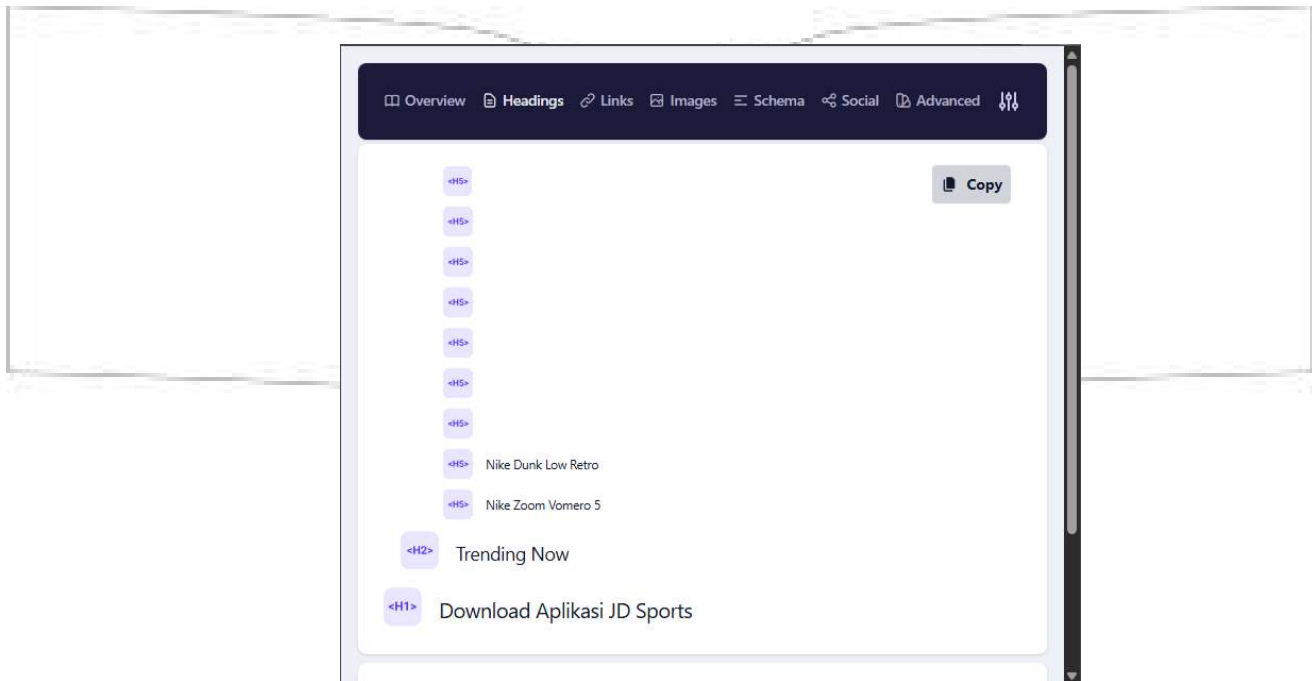 Overview Headings Links Images Schema Social Advanced
Copy
<H5>
<H5>
<H5>
<H5>
<H5>
<H5>
<H5>
<H5> Nike Dunk Low Retro
<H5> Nike Zoom Vomero 5
<H2> Trending Now
<H1> Download Aplikasi JD Sports